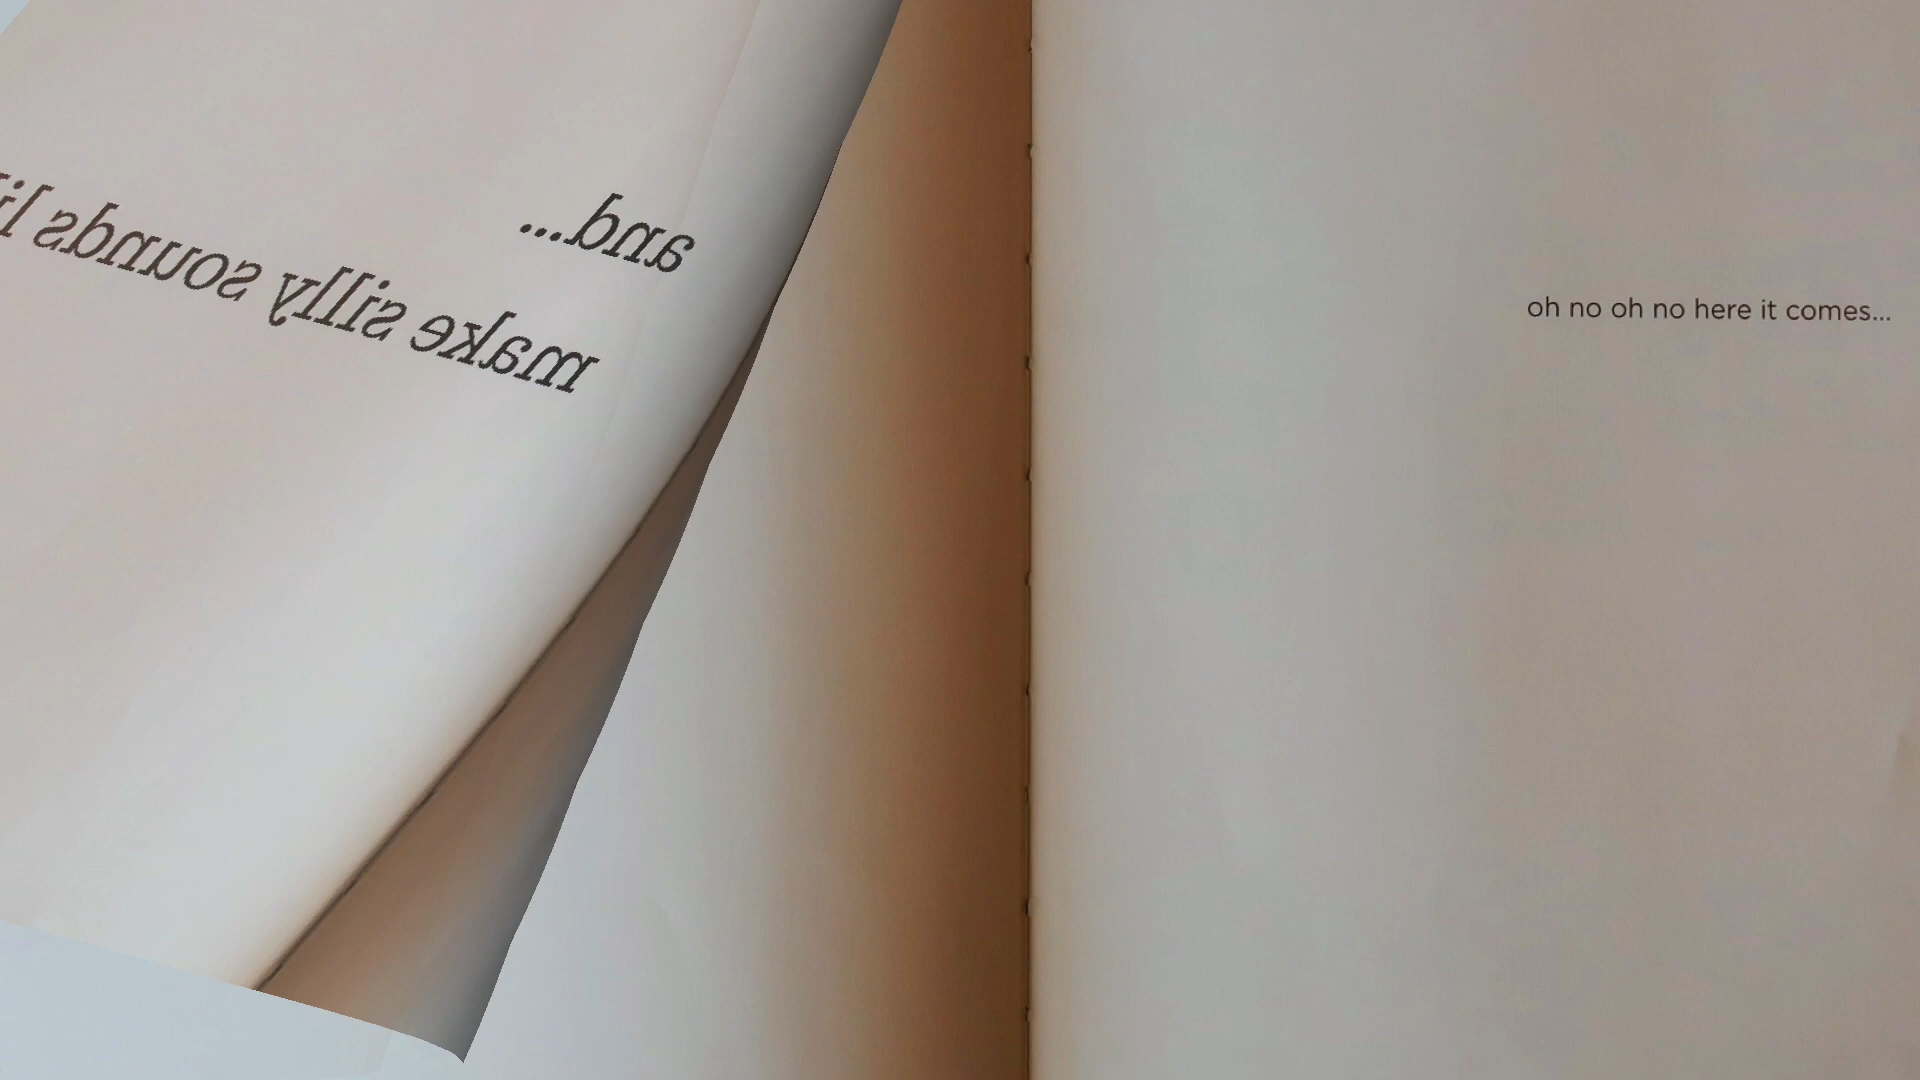 and...
make silly sounds
oh no oh no here it comes...